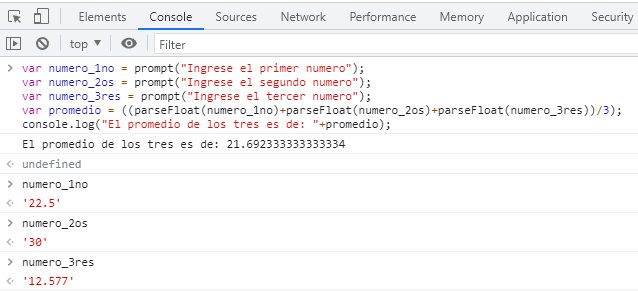 Elements Console Sources Network Performance Memory Application Security
top Filter
var numero_1no = prompt("Ingrese el primer numero");
var numero_2os = prompt("Ingrese el segundo numero");
var numero_3res = prompt("Ingrese el tercer numero");
var promedio = ((parseFloat(numero_1no)+parseFloat(numero_2os)+parseFloat(numero_3res))/3);
console.log("El promedio de los tres es de: "+promedio);
El promedio de los tres es de: 21.692333333333334
undefined
numero_1no
'22.5'
numero_2os
'30'
numero_3res
'12.577'